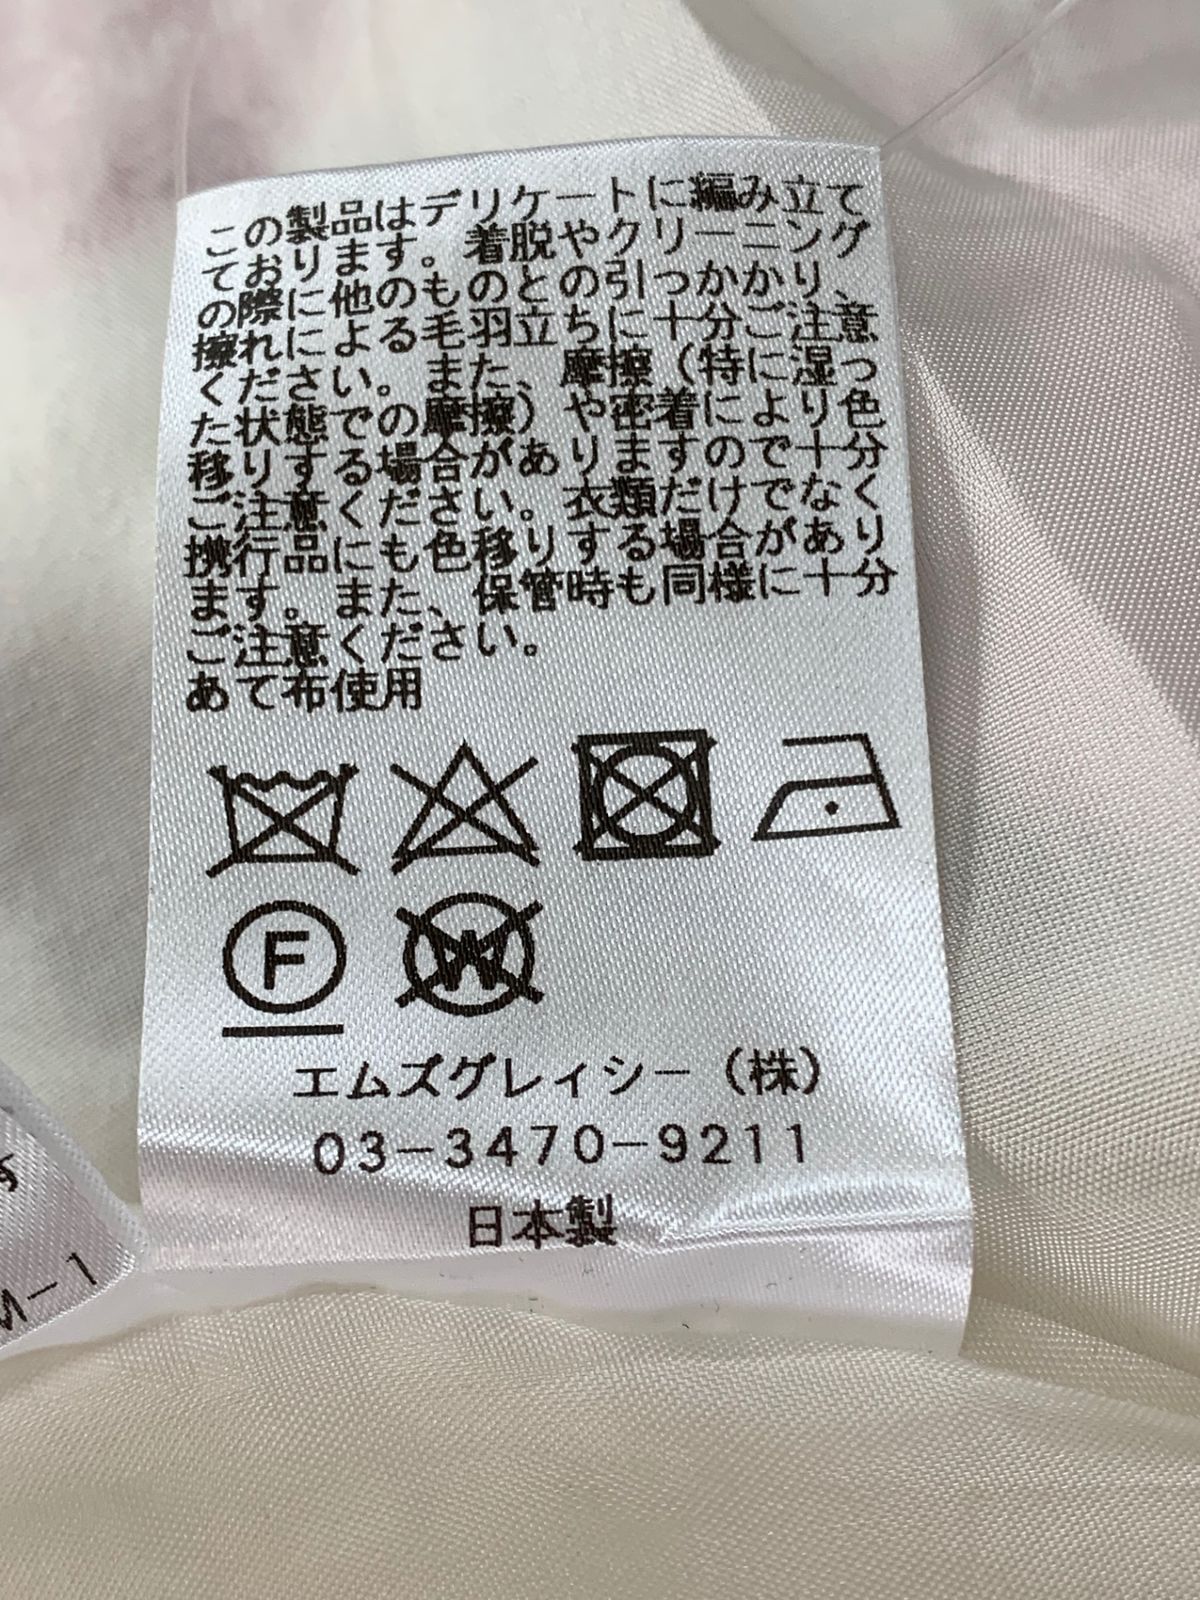 この製品はデリケートに編み立て
ております。着脱やクリーニング
の際に他のものとの引っかかり、
擦れによる毛羽立ちに十分ご注意
ください。また、摩擦(特に湿っ
た状態での摩擦)や密着により色
移りする場合があますので十分
ご注意ください。衣類だけでなく
携行品にも色移りする場合があり
ます。また、保管時も同様に十分
ご注意ください。
あて布使用
F
W
エムズグレィシー(株)
03-3470-9211
日本製
M-1